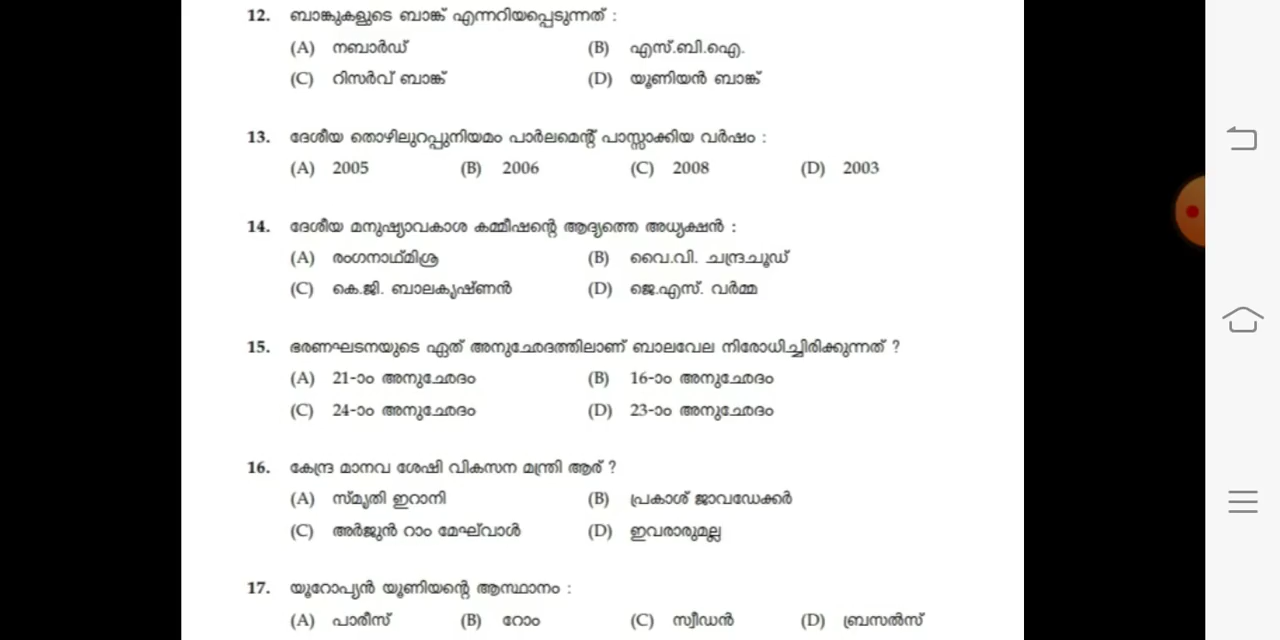 12. ബാങ്കുകളുടെ ബാങ്ക് എന്നറിയപ്പെടുന്നത് :
(A) നബാർഡ് (B) എസ്.ബി.ഐ.
(C) റിസർവ് ബാങ്ക് (D) യൂണിയൻ ബാങ്ക്
13. ദേശീയ തൊഴിലുറപ്പുനിയമം പാർലമെന്റ് പാസ്സാക്കിയ വർഷം :
(A) 2005 (B) 2006 (C) 2008 (D) 2003
14. ദേശീയ മനുഷ്യാവകാശ കമ്മീഷന്റെ ആദ്യത്തെ അധ്യക്ഷൻ :
(A) രംഗനാഥ്മിശ്ര (B) വൈ.വി. ചന്ദ്രചൂഡ്
(C) കെ.ജി. ബാലകൃഷ്ണൻ (D) ജെ.എസ്. വർമ്മ
15. ഭരണഘടനയുടെ ഏത് അനുഛേദത്തിലാണ് ബാലവേല നിരോധിച്ചിരിക്കുന്നത് ?
(A) 21-ാം അനുഛേദം (B) 16-ാം അനുഛേദം
(C) 24-ാം അനുഛേദം (D) 23-ാം അനുഛേദം
16. കേന്ദ്ര മാനവ ശേഷി വികസന മന്ത്രി ആര് ?
(A) സ്മൃതി ഇറാനി (B) പ്രകാശ് ജാവഡേക്കർ
(C) അർജുൻ റാം മേഘ്‌വാൾ (D) ഇവരാരുമല്ല
17. യൂറോപ്യൻ യൂണിയന്റെ ആസ്ഥാനം :
(A) പാരീസ് (B) റോം (C) സ്വീഡൻ (D) ബ്രസൽസ്